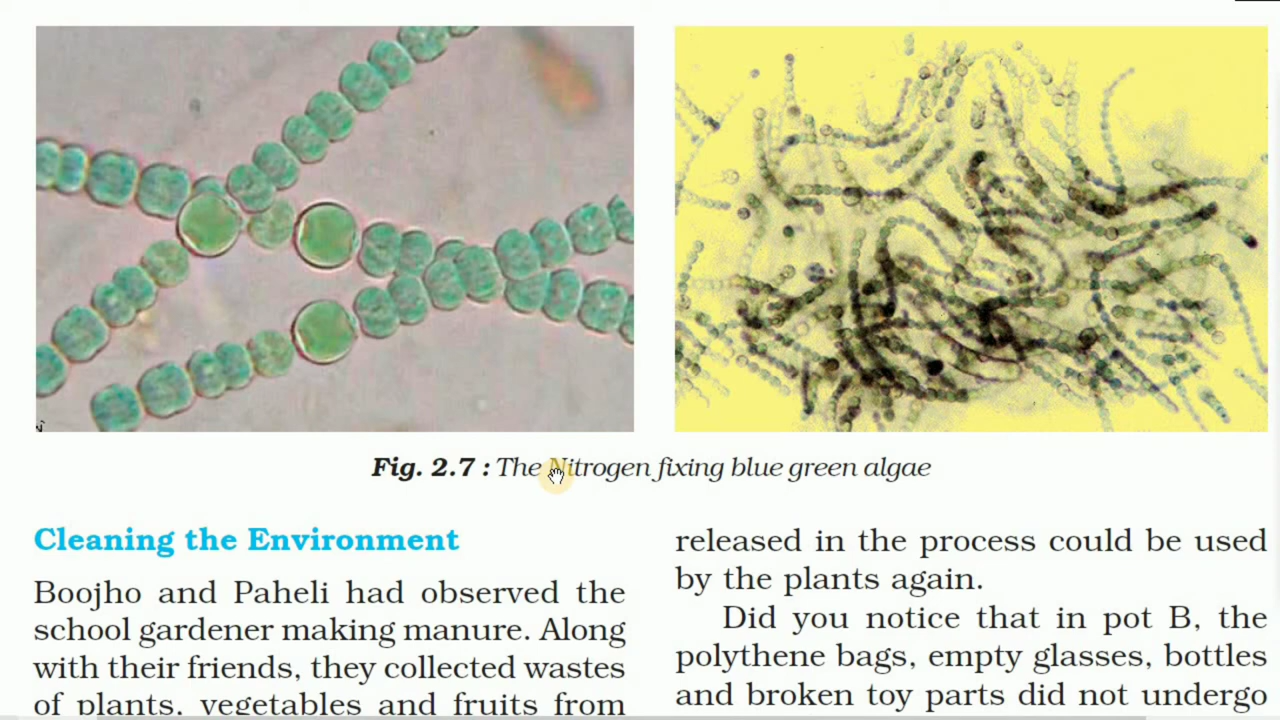 Fig. 2.7 : The Nitrogen fixing blue green algae
Cleaning the Environment
Boojho and Paheli had observed the
school gardener making manure. Along
with their friends, they collected wastes
of plants, vegetables and fruits from
released in the process could be used
by the plants again.
Did you notice that in pot B, the
polythene bags, empty glasses, bottles
and broken toy parts did not undergo